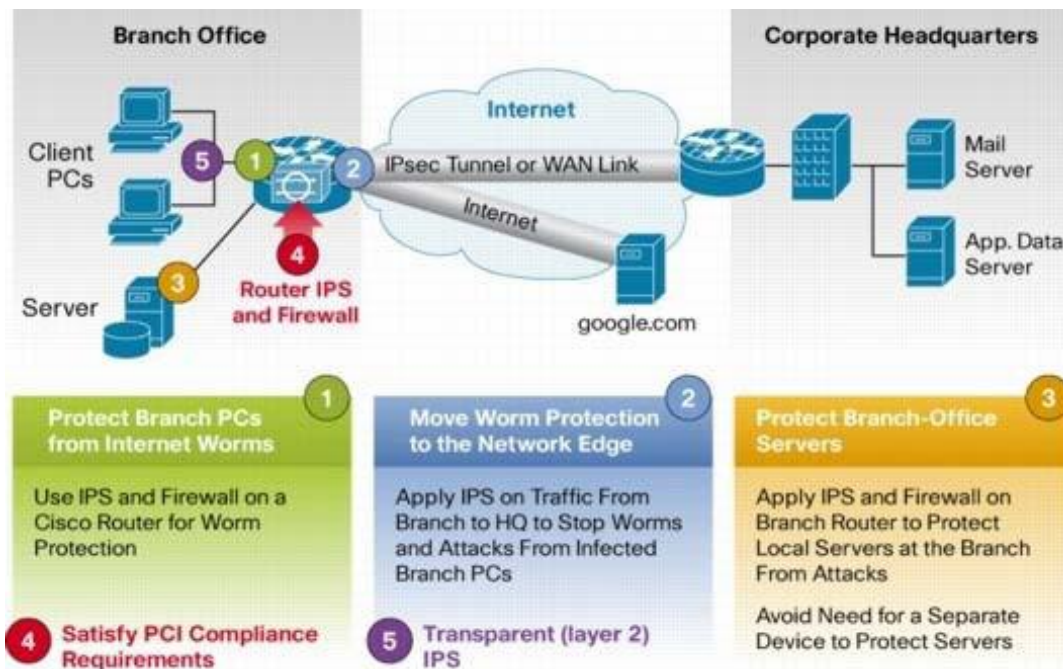 Branch Office
Corporate Headquarters
Internet
Client
PCs
5
1
2
IPsec Tunnel or WAN Link
Internet
Mail
Server
App. Data
Server
3
4
Server
Router IPS
and Firewall
google.com
1
Protect Branch PCs
from Internet Worms
Use IPS and Firewall on a
Cisco Router for Worm
Protection
2
Move Worm Protection
to the Network Edge
Apply IPS on Traffic From
Branch to HQ to Stop Worms
and Attacks From Infected
Branch PCs
3
Protect Branch-Office
Servers
Apply IPS and Firewall on
Branch Router to Protect
Local Servers at the Branch
From Attacks
Avoid Need for a Separate
Device to Protect Servers
4
Satisfy PCI Compliance
Requirements
5
Transparent (layer 2)
IPS